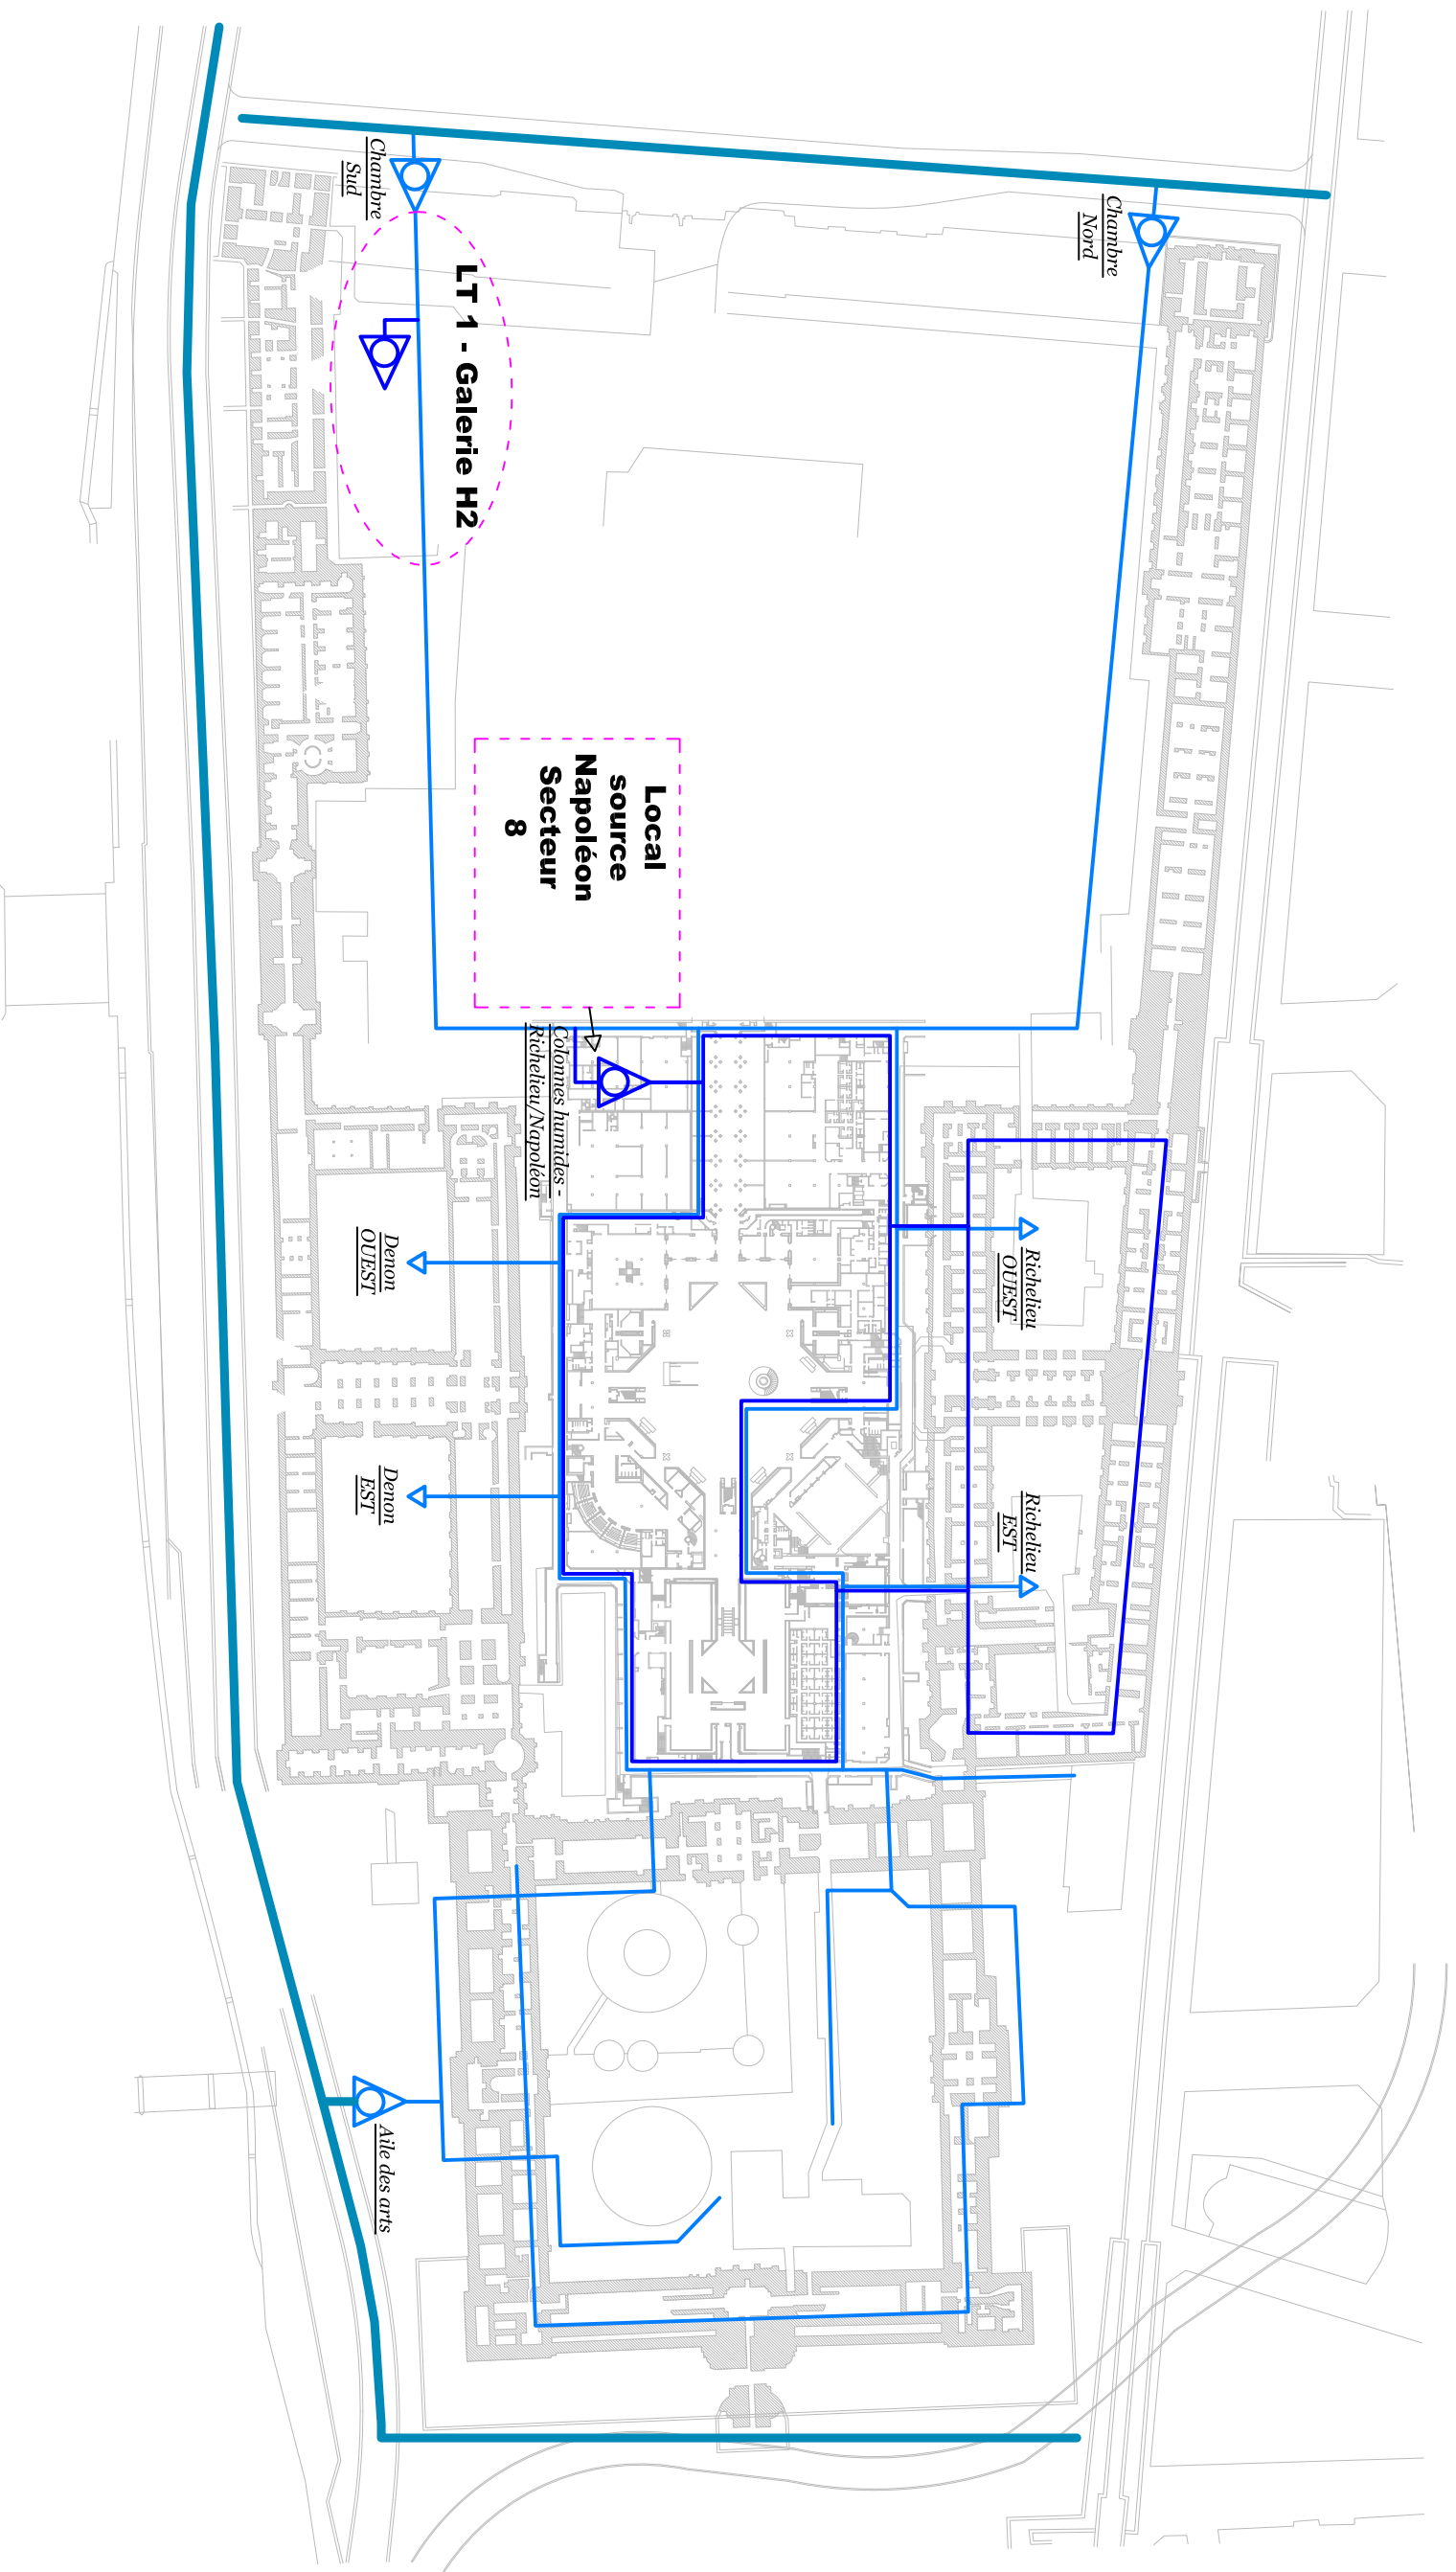 Chambre
Nord
Chambre
Sud
LT 1 - Galerie H2
Local
source
Napoléon
Secteur
8
Colonnes humides -
Richelieu/Napoléon
Richelieu
OUEST
Denon
OUEST
Richelieu
EST
Denon
EST
Aile des arts